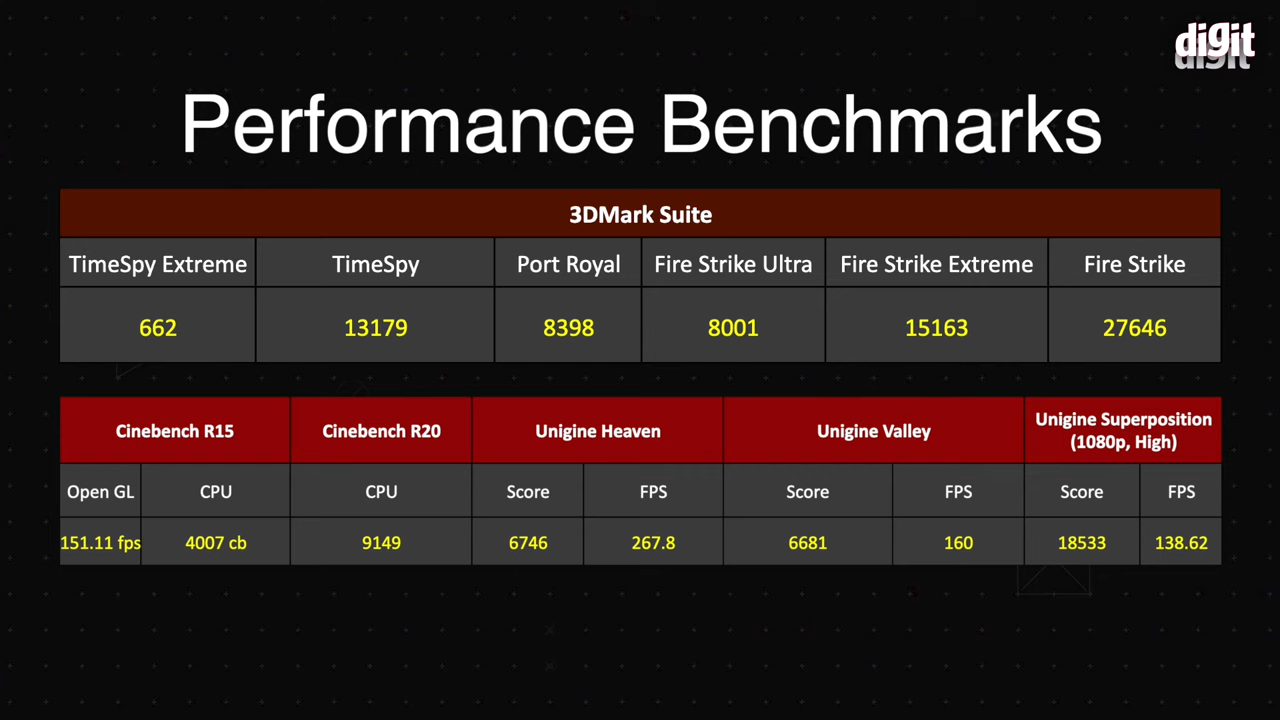 digit
Performance Benchmarks
3DMark Suite
TimeSpy Extreme TimeSpy Port Royal Fire Strike Ultra Fire Strike Extreme Fire Strike
662 13179 8398 8001 15163 27646
Cinebench R15 Cinebench R20 Unigine Heaven Unigine Valley Unigine Superposition
(1080p, High)
Open GL CPU CPU Score FPS Score FPS Score FPS
151.11 fps 4007 cb 9149 6746 267.8 6681 160 18533 138.62